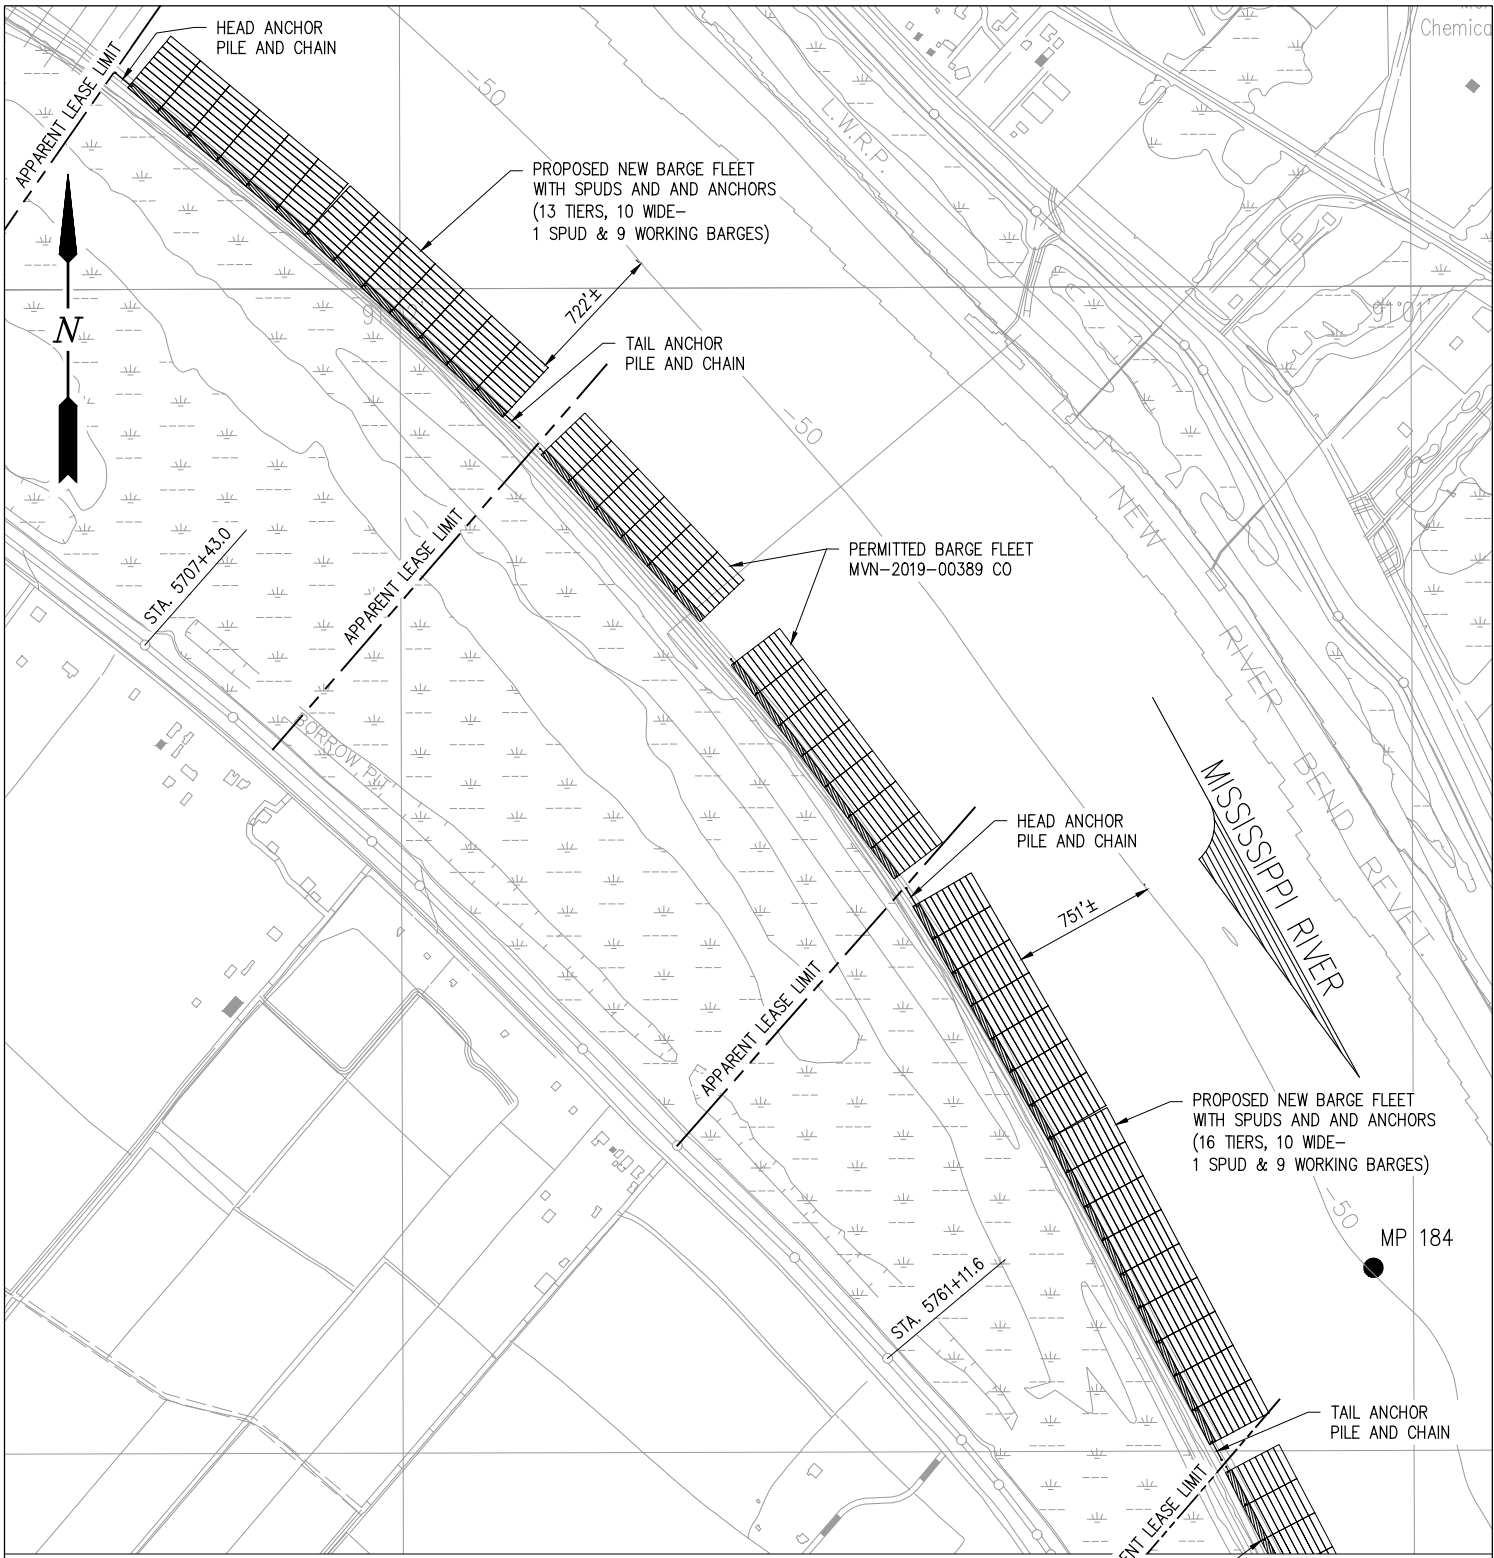 HEAD ANCHOR
PILE AND CHAIN
Chemica
APPARENT LEASE LIMIT
-50
L.W.R.P.
PROPOSED NEW BARGE FLEET
WITH SPUDS AND AND ANCHORS
(13 TIERS, 10 WIDE-
1 SPUD & 9 WORKING BARGES)
722'±
91°01'
N
TAIL ANCHOR
PILE AND CHAIN
-50
NEW RIVER BEND REVET.
STA. 5707+43.0
APPARENT LEASE LIMIT
PERMITTED BARGE FLEET
MVN-2019-00389 CO
BORROW PIT
MISSISSIPPI RIVER
HEAD ANCHOR
PILE AND CHAIN
751'±
APPARENT LEASE LIMIT
PROPOSED NEW BARGE FLEET
WITH SPUDS AND AND ANCHORS
(16 TIERS, 10 WIDE-
1 SPUD & 9 WORKING BARGES)
-50
MP 184
STA. 5761+11.6
TAIL ANCHOR
PILE AND CHAIN
ENT LEASE LIMIT